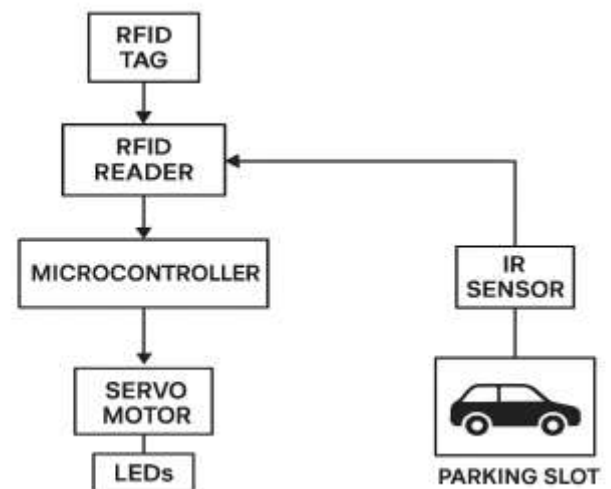 RFID
TAG
RFID
READER
MICROCONTROLLER
IR
SENSOR
SERVO
MOTOR
LEDs
PARKING SLOT